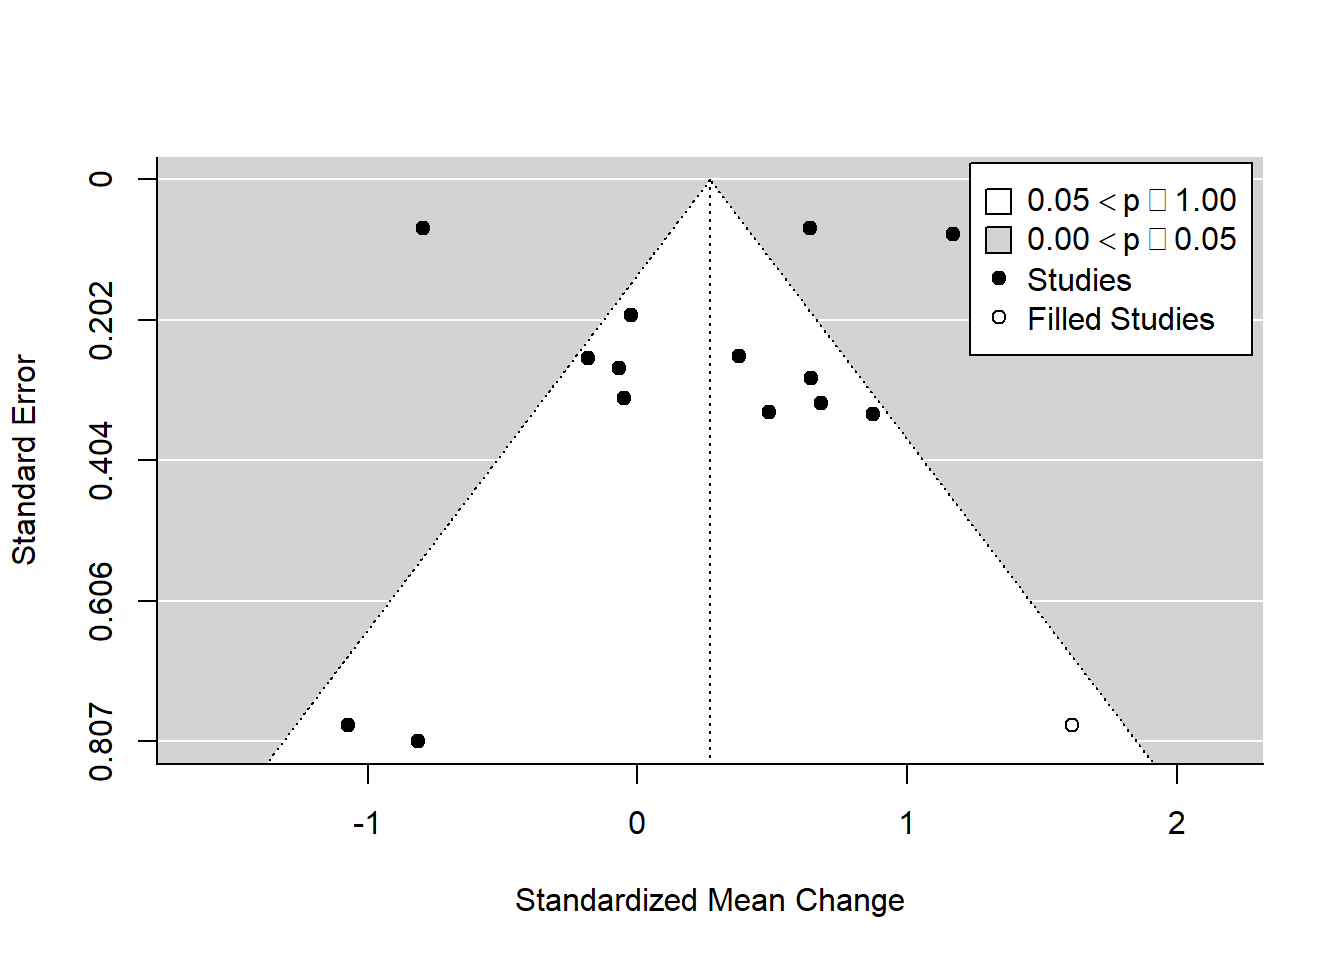 0.05 < p □ 1.00
0.00 < p □ 0.05
Studies
Filled Studies
Standard Error
0
0.202
0.404
0.606
0.807
-1
0
1
2
Standardized Mean Change